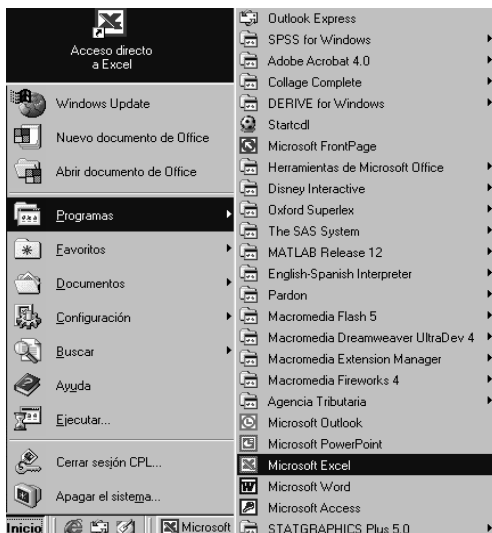 Acceso directo
a Excel
Windows Update
Nuevo documento de Office
Abrir documento de Office
Programas
Favoritos
Documentos
Configuración
Buscar
Ayuda
Ejecutar...
Cerrar sesión CPL...
Apagar el sistema...
Inicio
Microsoft
Outlook Express
SPSS for Windows
Adobe Acrobat 4.0
Collage Complete
DERIVE for Windows
Startcdl
Microsoft FrontPage
Herramientas de Microsoft Office
Disney Interactive
Oxford Superlex
The SAS System
MATLAB Release 12
English-Spanish Interpreter
Pardon
Macromedia Flash 5
Macromedia Dreamweaver UltraDev 4
Macromedia Extension Manager
Macromedia Fireworks 4
Agencia Tributaria
Microsoft Outlook
Microsoft PowerPoint
Microsoft Excel
Microsoft Word
Microsoft Access
STATGRAPHICS Plus 5.0